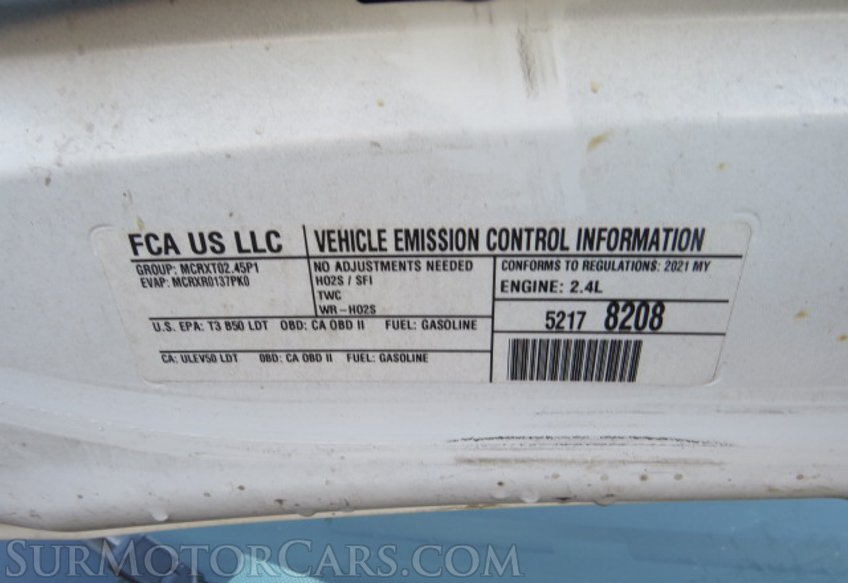 FCA US LLC
VEHICLE EMISSION CONTROL INFORMATION
GROUP: MCRXT02.45P1
EVAP: MCRXR0137PK0
NO ADJUSTMENTS NEEDED
HO2S / SFI
TWC
WR-HO2S
CONFORMS TO REGULATIONS: 2021 MY
ENGINE: 2.4L
U.S. EPA: T3 B50 LDT OBD: CA OBD II FUEL: GASOLINE
5217 8208
CA: ULEV50 LDT OBD: CA OBD II FUEL: GASOLINE
SURMOTORCARS.COM